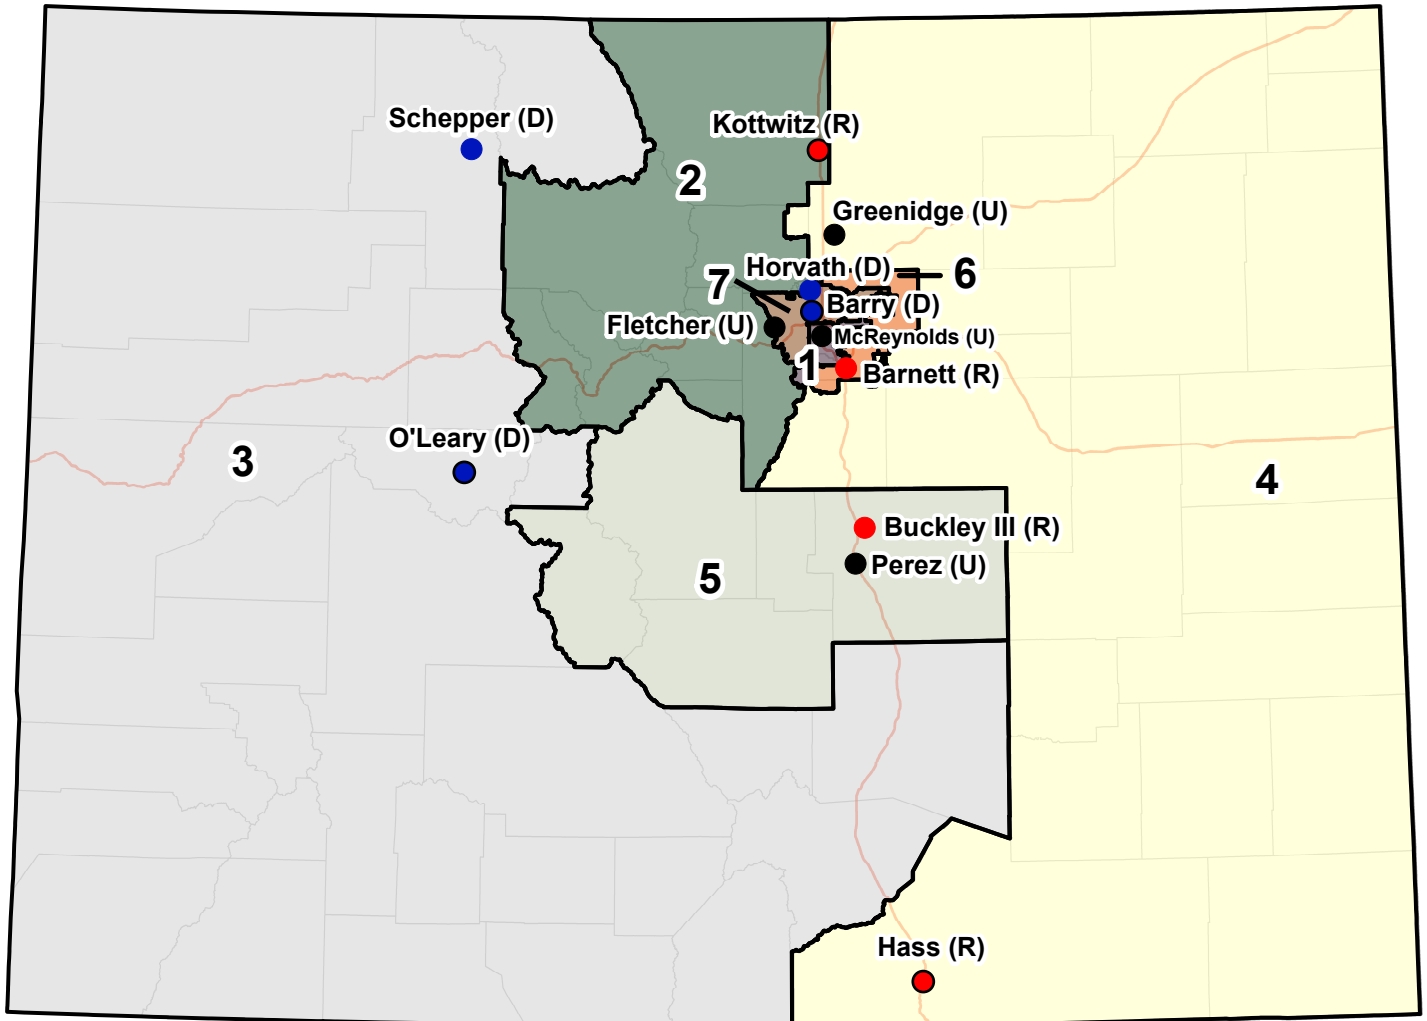 Schepper (D)
Kottwitz (R)
2
Greenidge (U)
Horvath (D)
6
7
Barry (D)
Fletcher (U)
McReynolds (U)
1
Barnett (R)
O'Leary (D)
3
4
Buckley III (R)
Perez (U)
5
Hass (R)